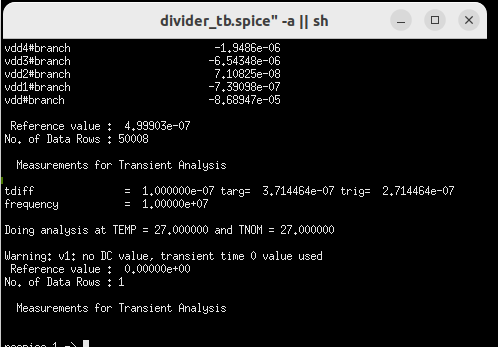 divider_tb.spice" -a || sh
vdd4#branch -1.9486e-06
vdd3#branch -6.54348e-06
vdd2#branch 7.10825e-08
vdd1#branch -7.39098e-07
vdd#branch -8.68947e-05
Reference value : 4.99903e-07
No. of Data Rows : 50008
Measurements for Transient Analysis
tdiff = 1.000000e-07 targ= 3.714464e-07 trig= 2.714464e-07
frequency = 1.00000e+07
Doing analysis at TEMP = 27.000000 and TNOM = 27.000000
Warning: v1: no DC value, transient time 0 value used
Reference value : 0.00000e+00
No. of Data Rows : 1
Measurements for Transient Analysis